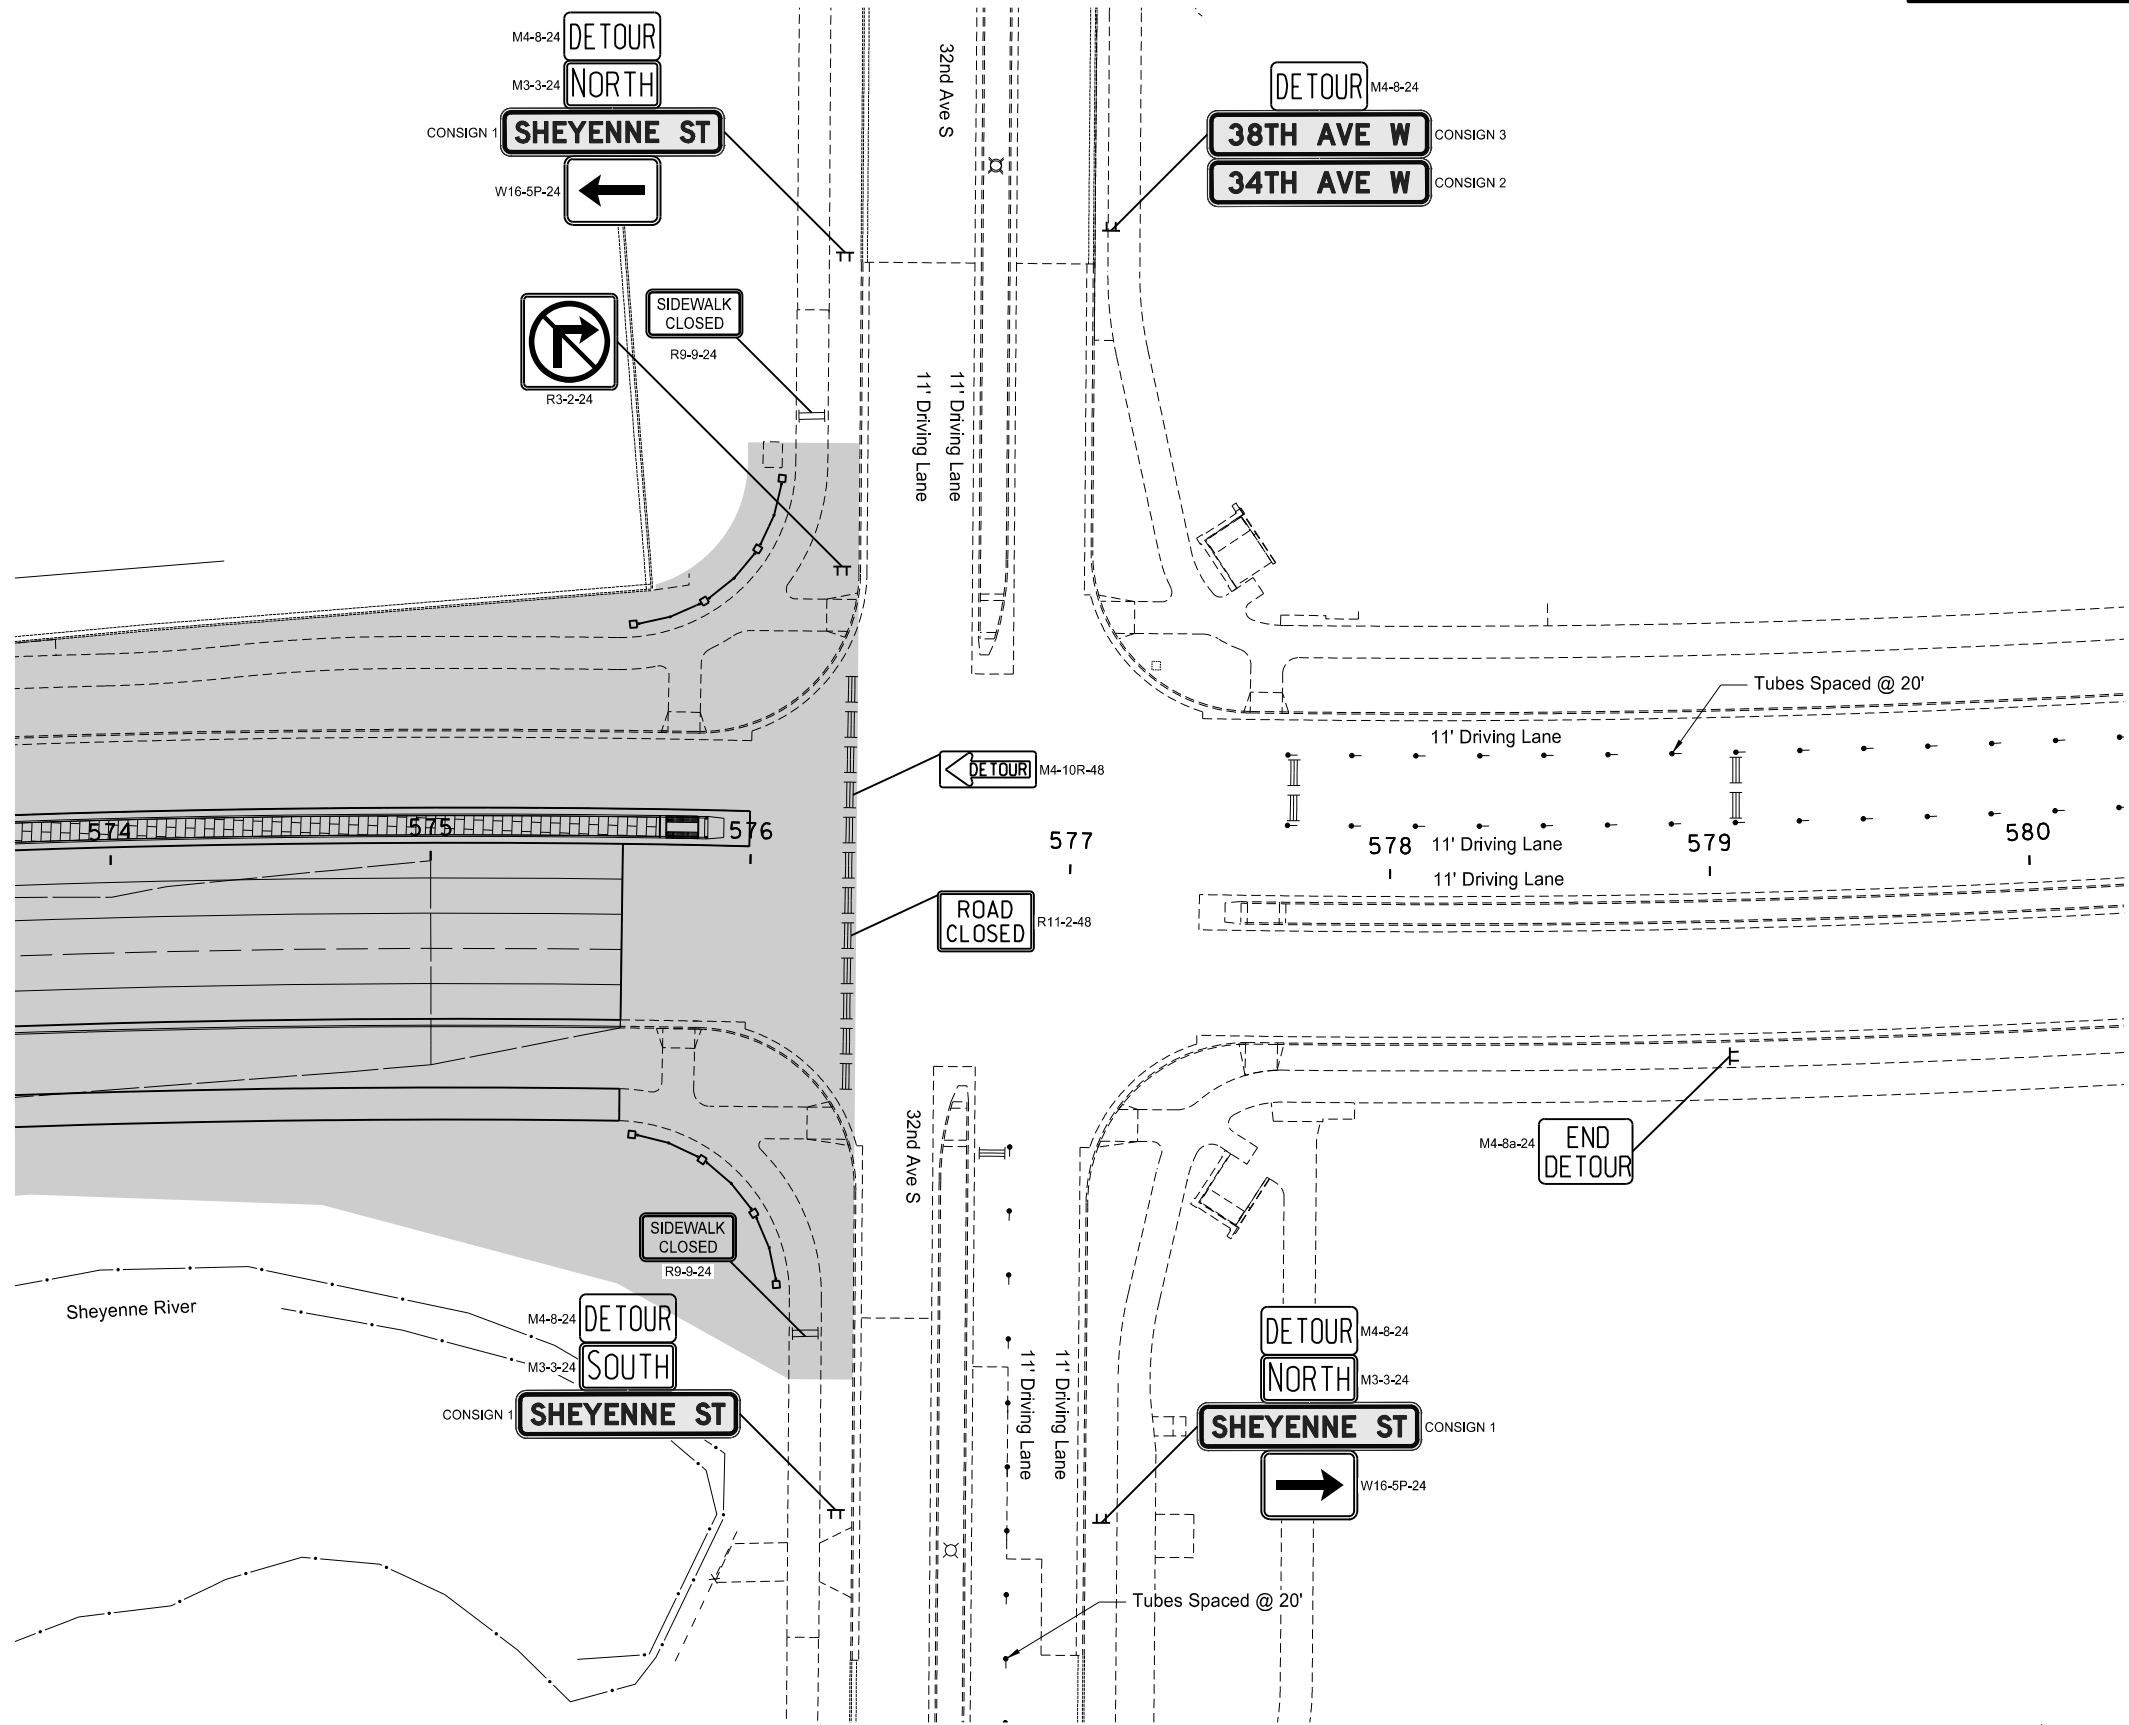 M4-8-24
DETOUR
M3-3-24
NORTH
CONSIGN 1
SHEYENNE ST
W16-5P-24
32nd Ave S
DETOUR
M4-8-24
38TH AVE W
CONSIGN 3
34TH AVE W
CONSIGN 2
SIDEWALK
CLOSED
R9-9-24
R3-2-24
11' Driving Lane
11' Driving Lane
Tubes Spaced @ 20'
11' Driving Lane
DETOUR
M4-10R-48
574
575
576
577
578
579
580
11' Driving Lane
11' Driving Lane
ROAD
CLOSED
R11-2-48
32nd Ave S
M4-8a-24
END
DETOUR
SIDEWALK
CLOSED
R9-9-24
Sheyenne River
M4-8-24
DETOUR
M3-3-24
SOUTH
CONSIGN 1
SHEYENNE ST
11' Driving Lane
11' Driving Lane
DETOUR
M4-8-24
NORTH
M3-3-24
SHEYENNE ST
CONSIGN 1
W16-5P-24
Tubes Spaced @ 20'